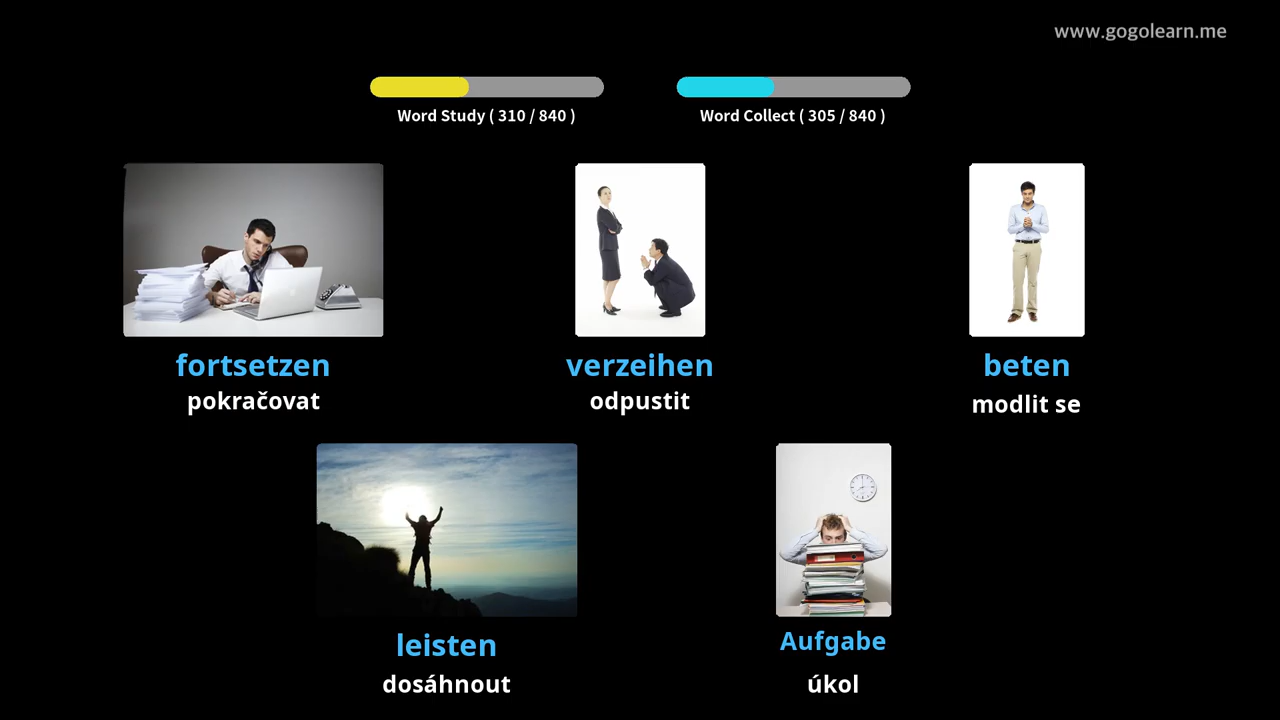 www.gogolearn.me
Word Study ( 310 / 840 )
Word Collect ( 305 / 840 )
fortsetzen
pokračovat
verzeihen
odpustit
beten
modlit se
leisten
dosáhnout
Aufgabe
úkol